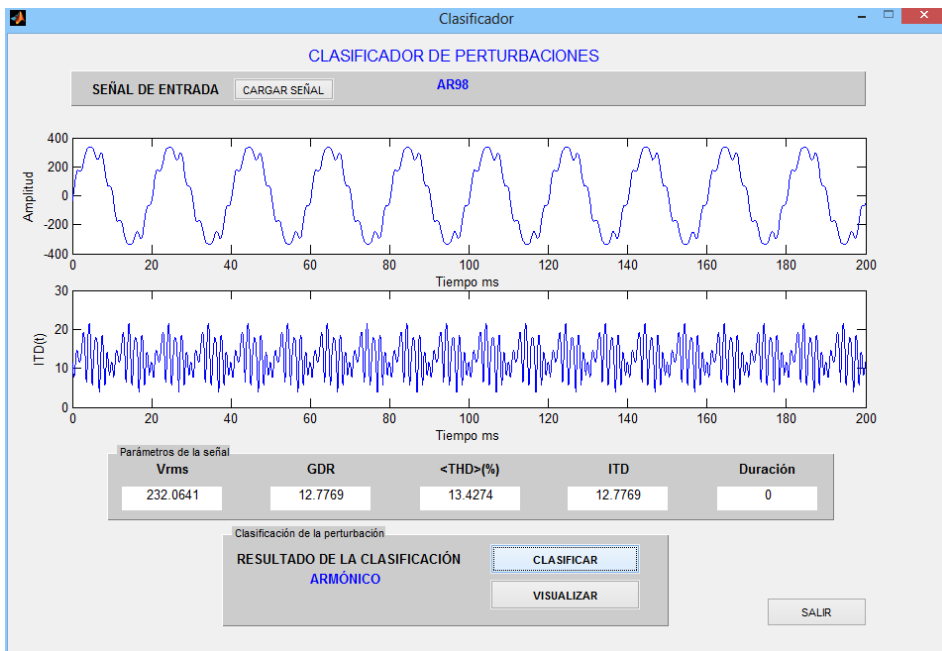 Clasificador
CLASIFICADOR DE PERTURBACIONES
SEÑAL DE ENTRADA CARGAR SEÑAL AR98
400
200
0
-200
-400
Amplitud
0 20 40 60 80 100 120 140 160 180 200
Tiempo ms
30
20
10
0
ITD(t)
0 20 40 60 80 100 120 140 160 180 200
Tiempo ms
Parámetros de la señal
Vrms GDR <THD>(%) ITD Duración
232.0641 12.7769 13.4274 12.7769 0
Clasificación de la perturbación
RESULTADO DE LA CLASIFICACIÓN CLASIFICAR
ARMÓNICO
VISUALIZAR
SALIR